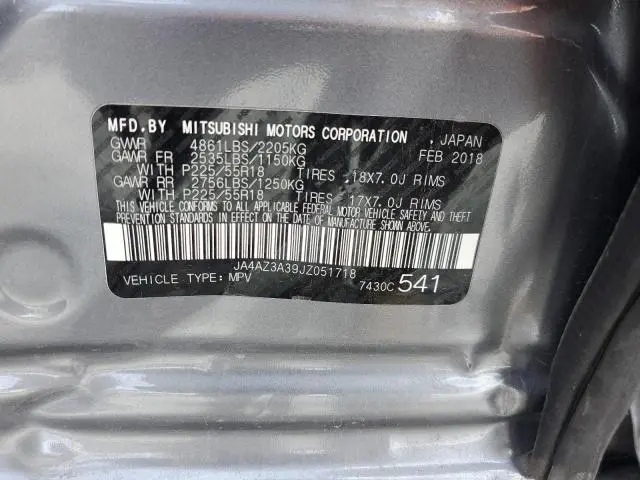 MFD.BY MITSUBISHI MOTORS CORPORATION , JAPAN
GVWR 4861LBS/2205KG FEB 2018
GAWR FR 2535LBS/1150KG
WITH P225/55R18 TIRES .18X7.0J RIMS
GAWR RR 2756LBS/1250KG
WITH P225/55R18 TIRES . 17X7.0J RIMS
THIS VEHICLE CONFORMS TO ALL APPLICABLE FEDERAL MOTOR VEHICLE SAFETY AND THEFT
PREVENTION STANDARDS IN EFFECT ON THE DATE OF MANUFACTURE SHOWN ABOVE.
JA4AZ3A39JZ051718
VEHICLE TYPE: MPV 7430C 541